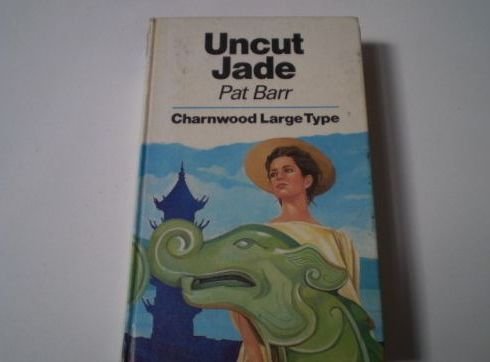 Uncut
Jade
Pat Barr
Charnwood Large Type